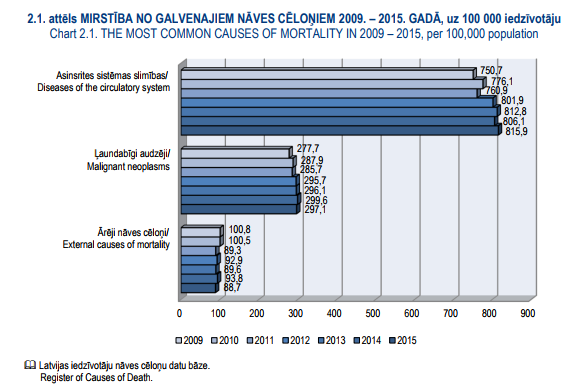 2.1. attēls MIRSTĪBA NO GALVENAJIEM NĀVES CĒLOŅIEM 2009. – 2015. GADĀ, uz 100 000 iedzīvotāju
Chart 2.1. THE MOST COMMON CAUSES OF MORTALITY IN 2009 – 2015, per 100,000 population
Asinsrites sistēmas slimības/
Diseases of the circulatory system
750,7
776,1
760,9
801,9
812,8
806,1
815,9
Ļaundabīgi audzēji/
Malignant neoplasms
277,7
287,9
285,7
295,7
296,1
299,6
297,1
Ārēji nāves cēloņi/
External causes of mortality
100,8
100,5
89,3
92,9
89,6
93,8
88,7
0 100 200 300 400 500 600 700 800 900
2009 2010 2011 2012 2013 2014 2015
Latvijas iedzīvotāju nāves cēloņu datu bāze.
Register of Causes of Death.